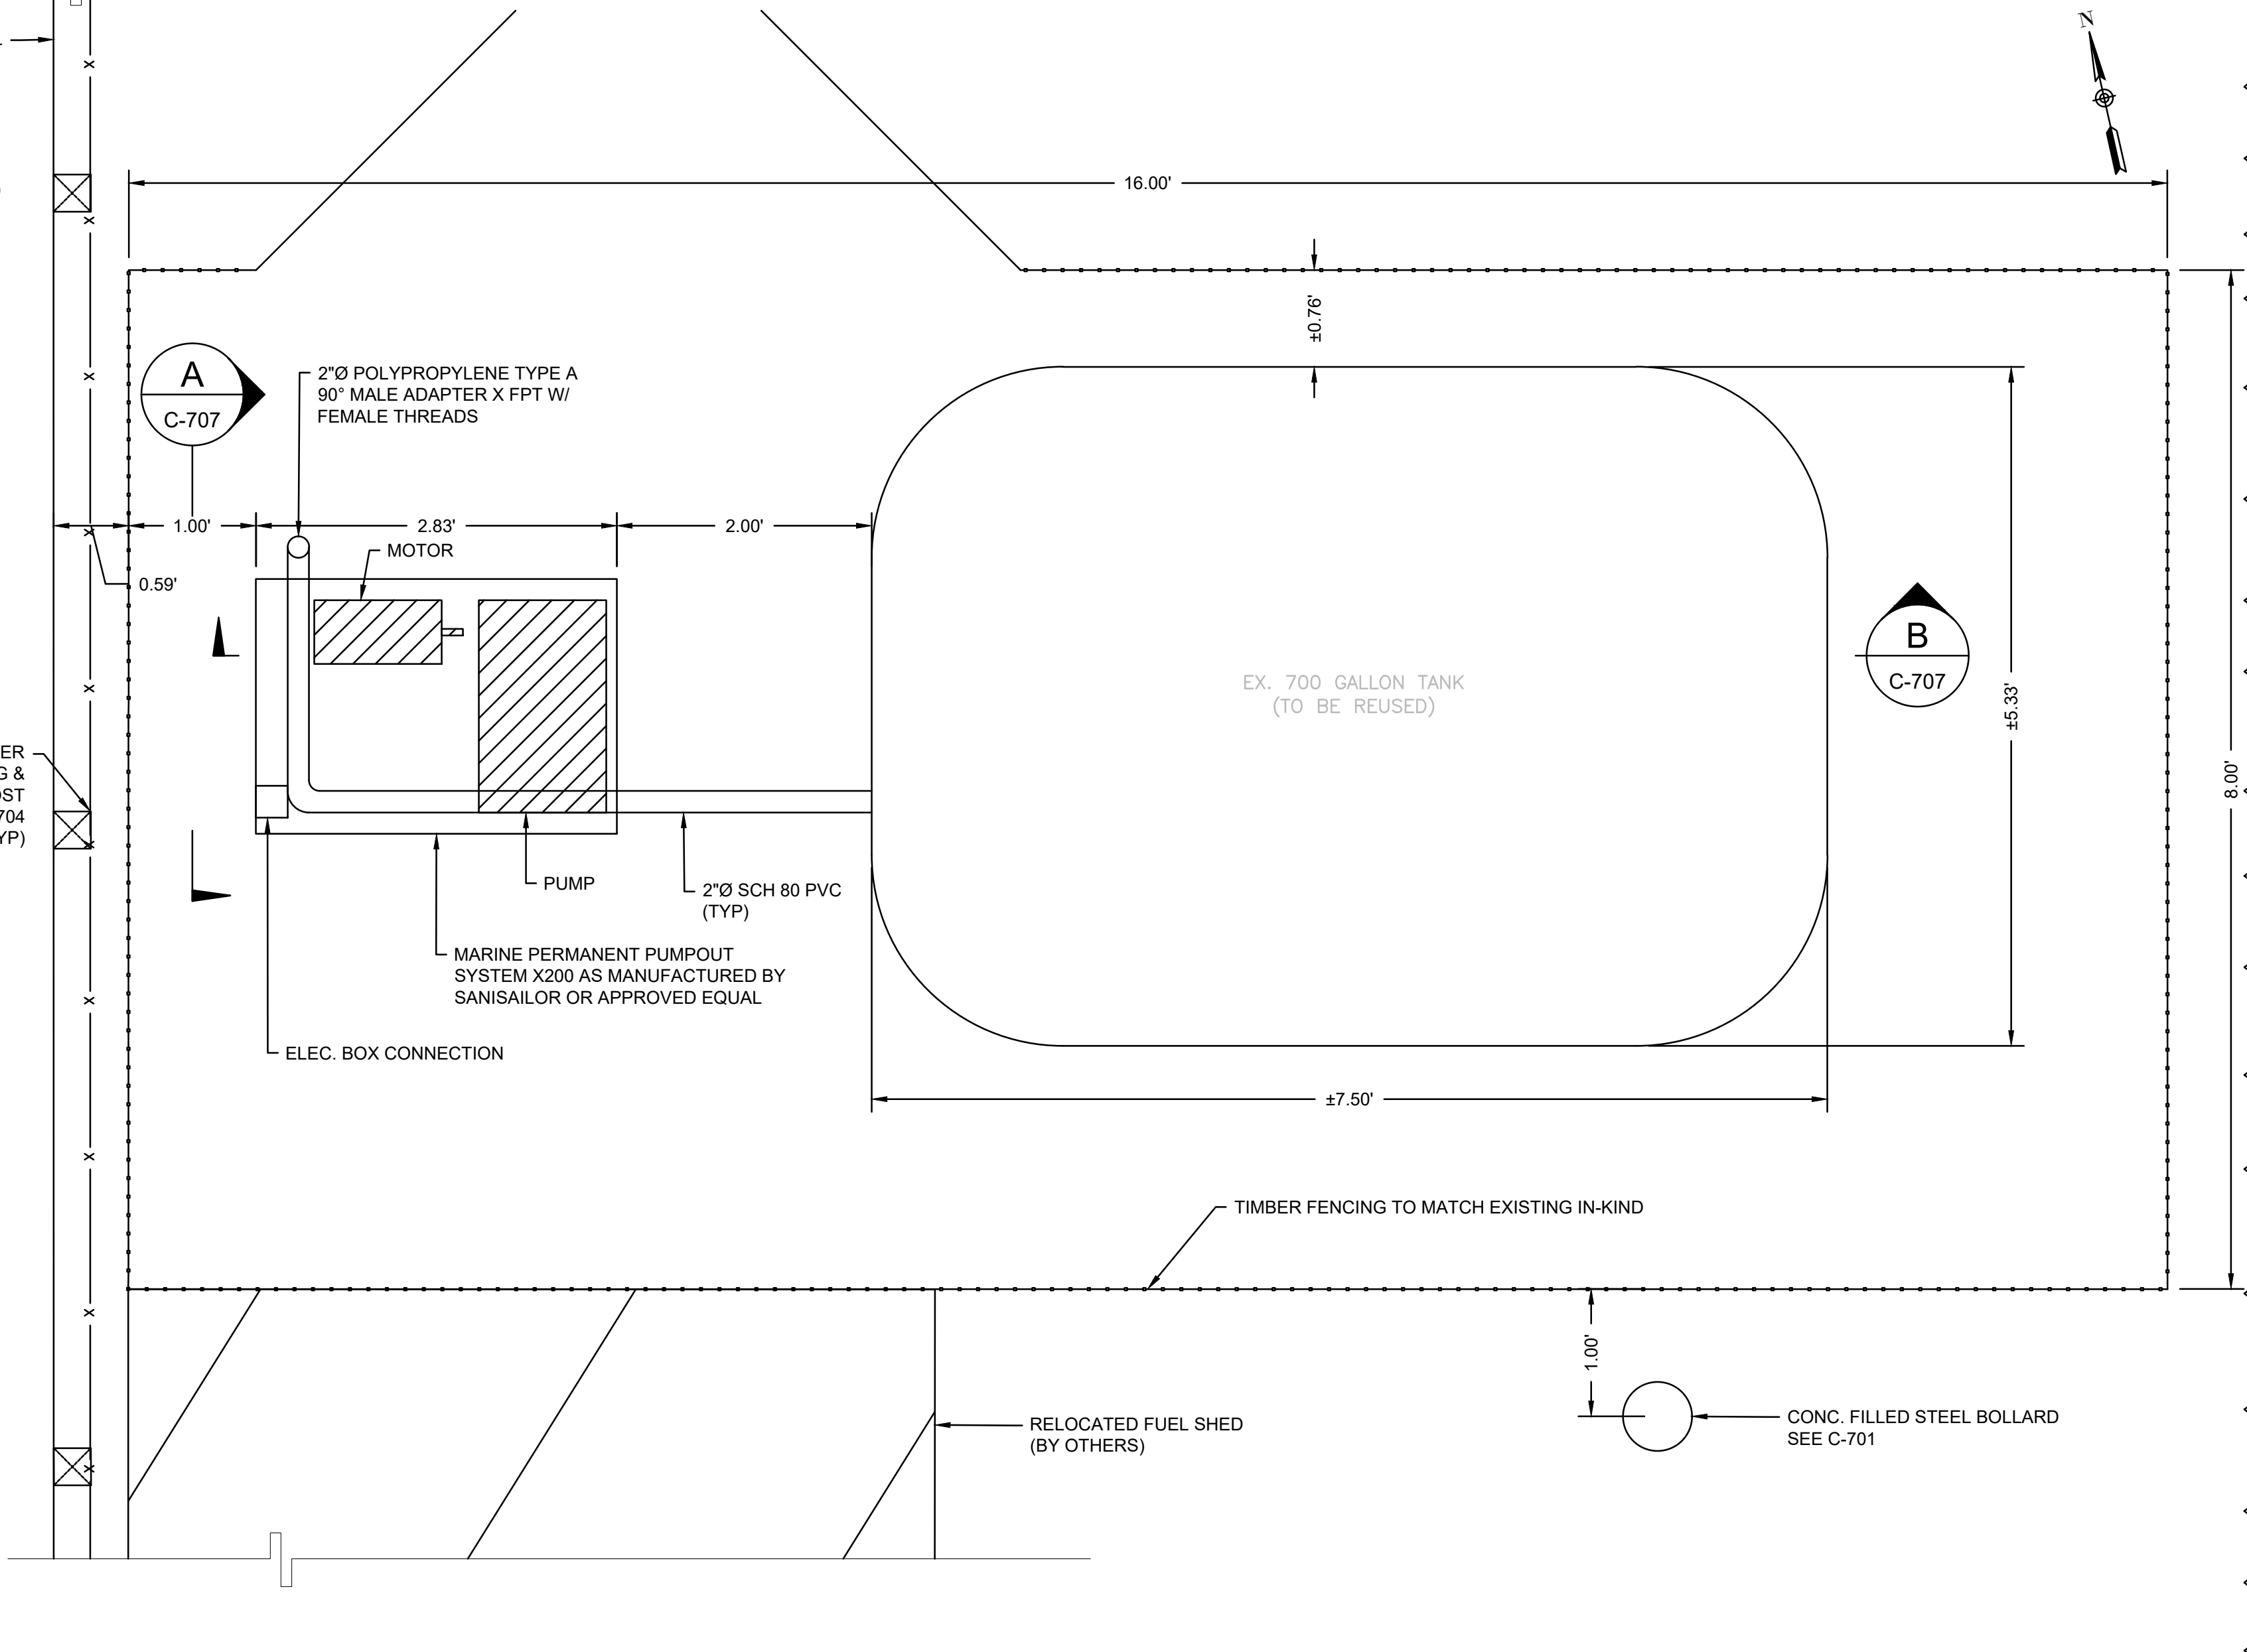 N
16.00'
±0.76'
A
C-707
2"Ø POLYPROPYLENE TYPE A
90° MALE ADAPTER X FPT W/
FEMALE THREADS
1.00'
2.83'
2.00'
MOTOR
0.59'
EX. 700 GALLON TANK
(TO BE REUSED)
B
C-707
±5.33'
8.00'
ER
G &
OST
704
YP)
PUMP
2"Ø SCH 80 PVC
(TYP)
MARINE PERMANENT PUMPOUT
SYSTEM X200 AS MANUFACTURED BY
SANISAILOR OR APPROVED EQUAL
ELEC. BOX CONNECTION
±7.50'
TIMBER FENCING TO MATCH EXISTING IN-KIND
1.00'
RELOCATED FUEL SHED
(BY OTHERS)
CONC. FILLED STEEL BOLLARD
SEE C-701